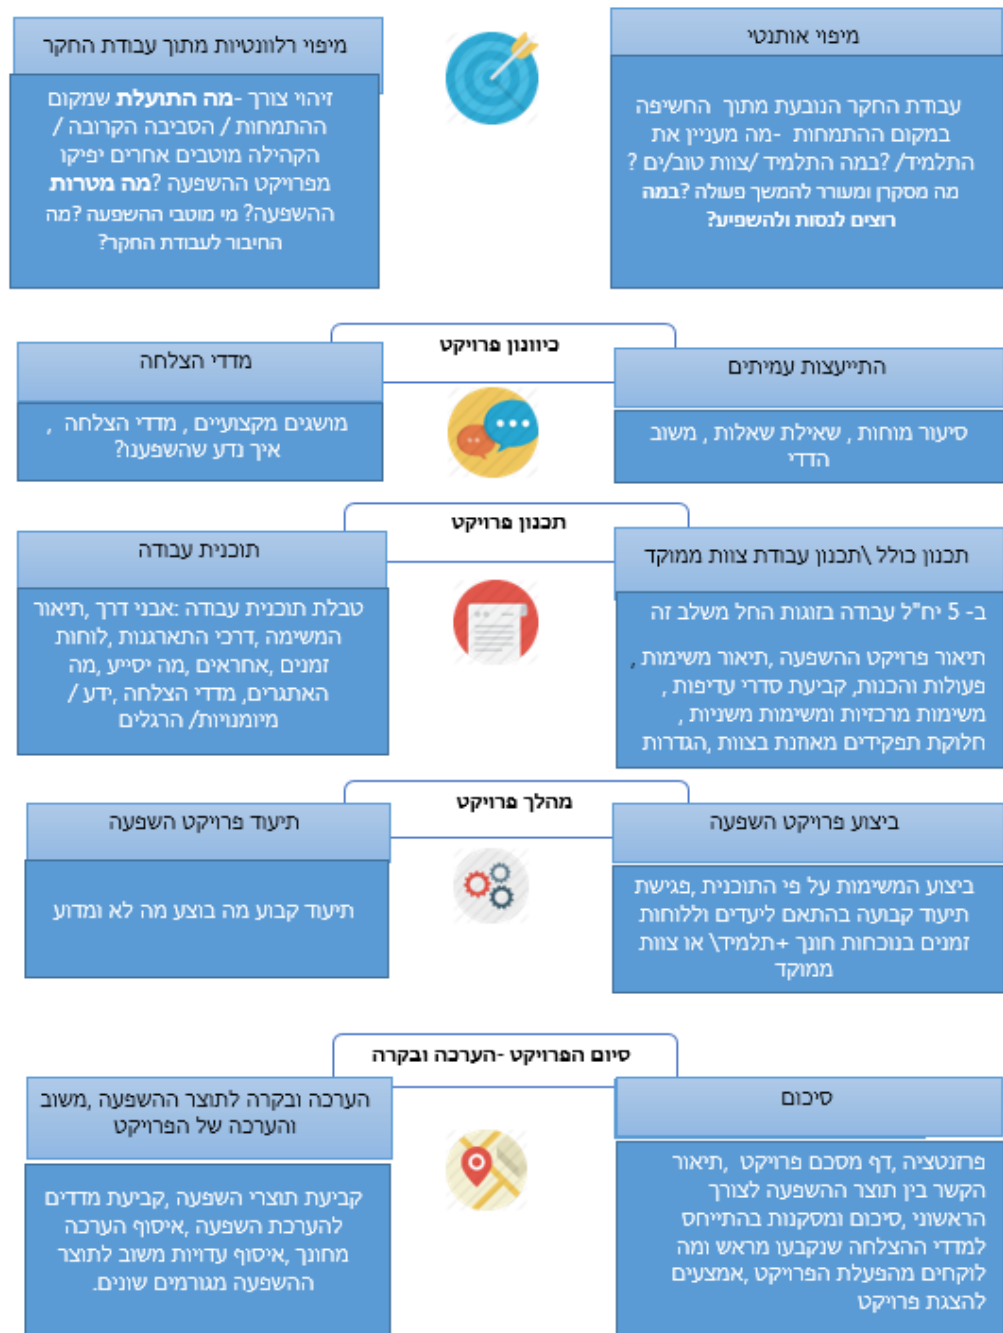 מיפוי אותנטי
עבודת החקר הנובעת מתוך החשיפה
במקום ההתמחות -מה מעניין את
התלמיד/ ?במה התלמיד /צוות טוב/ים ?
מה מסקרן ומעורר להמשך פעולה ?במה
רוצים לנסות ולהשפיע?
מיפוי רלוונטיות מתוך עבודת החקר
זיהוי צורך -מה התועלת שמקום
ההתמחות / הסביבה הקרובה /
הקהילה מוטבים אחרים יפיקו
מפרויקט ההשפעה ?מה מטרות
ההשפעה? מי מוטבי ההשפעה ?מה
החיבור לעבודת החקר?
כיוונון פרויקט
התייעצות עמיתים
סיעור מוחות , שאילת שאלות , משוב
הדדי
מדדי הצלחה
מושגים מקצועיים , מדדי הצלחה ,
איך נדע שהשפענו?
תכנון פרויקט
תכנון כולל \תכנון עבודת צוות ממוקד
ב- 5 יח"ל עבודה בזוגות החל משלב זה
תיאור פרויקט ההשפעה ,תיאור משימות ,
פעולות והכנות, קביעת סדרי עדיפות ,
משימות מרכזיות ומשימות משניות ,
חלוקת תפקידים מאוזנת בצוות ,הגדרות
תוכנית עבודה
טבלת תוכנית עבודה :אבני דרך ,תיאור
המשימה ,דרכי התארגנות ,לוחות
זמנים ,אחראים ,מה יסייע ,מה
האתגרים, מדדי הצלחה ,ידע /
מיומנויות/ הרגלים
מהלך פרויקט
ביצוע פרויקט השפעה
ביצוע המשימות על פי התוכנית ,פגישת
תיעוד קבועה בהתאם ליעדים וללוחות
זמנים בנוכחות חונך +תלמיד\ או צוות
ממוקד
תיעוד פרויקט השפעה
תיעוד קבוע מה בוצע מה לא ומדוע
סיום הפרויקט -הערכה ובקרה
סיכום
פרזנטציה ,דף מסכם פרויקט ,תיאור
הקשר בין תוצר ההשפעה לצורך
הראשוני ,סיכום ומסקנות בהתייחס
למדדי ההצלחה שנקבעו מראש ומה
לוקחים מהפעלת הפרויקט ,אמצעים
להצגת פרויקט
הערכה ובקרה לתוצר ההשפעה ,משוב
והערכה של הפרויקט
קביעת תוצרי השפעה ,קביעת מדדים
להערכת השפעה ,איסוף הערכה
מחונך ,איסוף עדויות משוב לתוצר
ההשפעה מגורמים שונים.